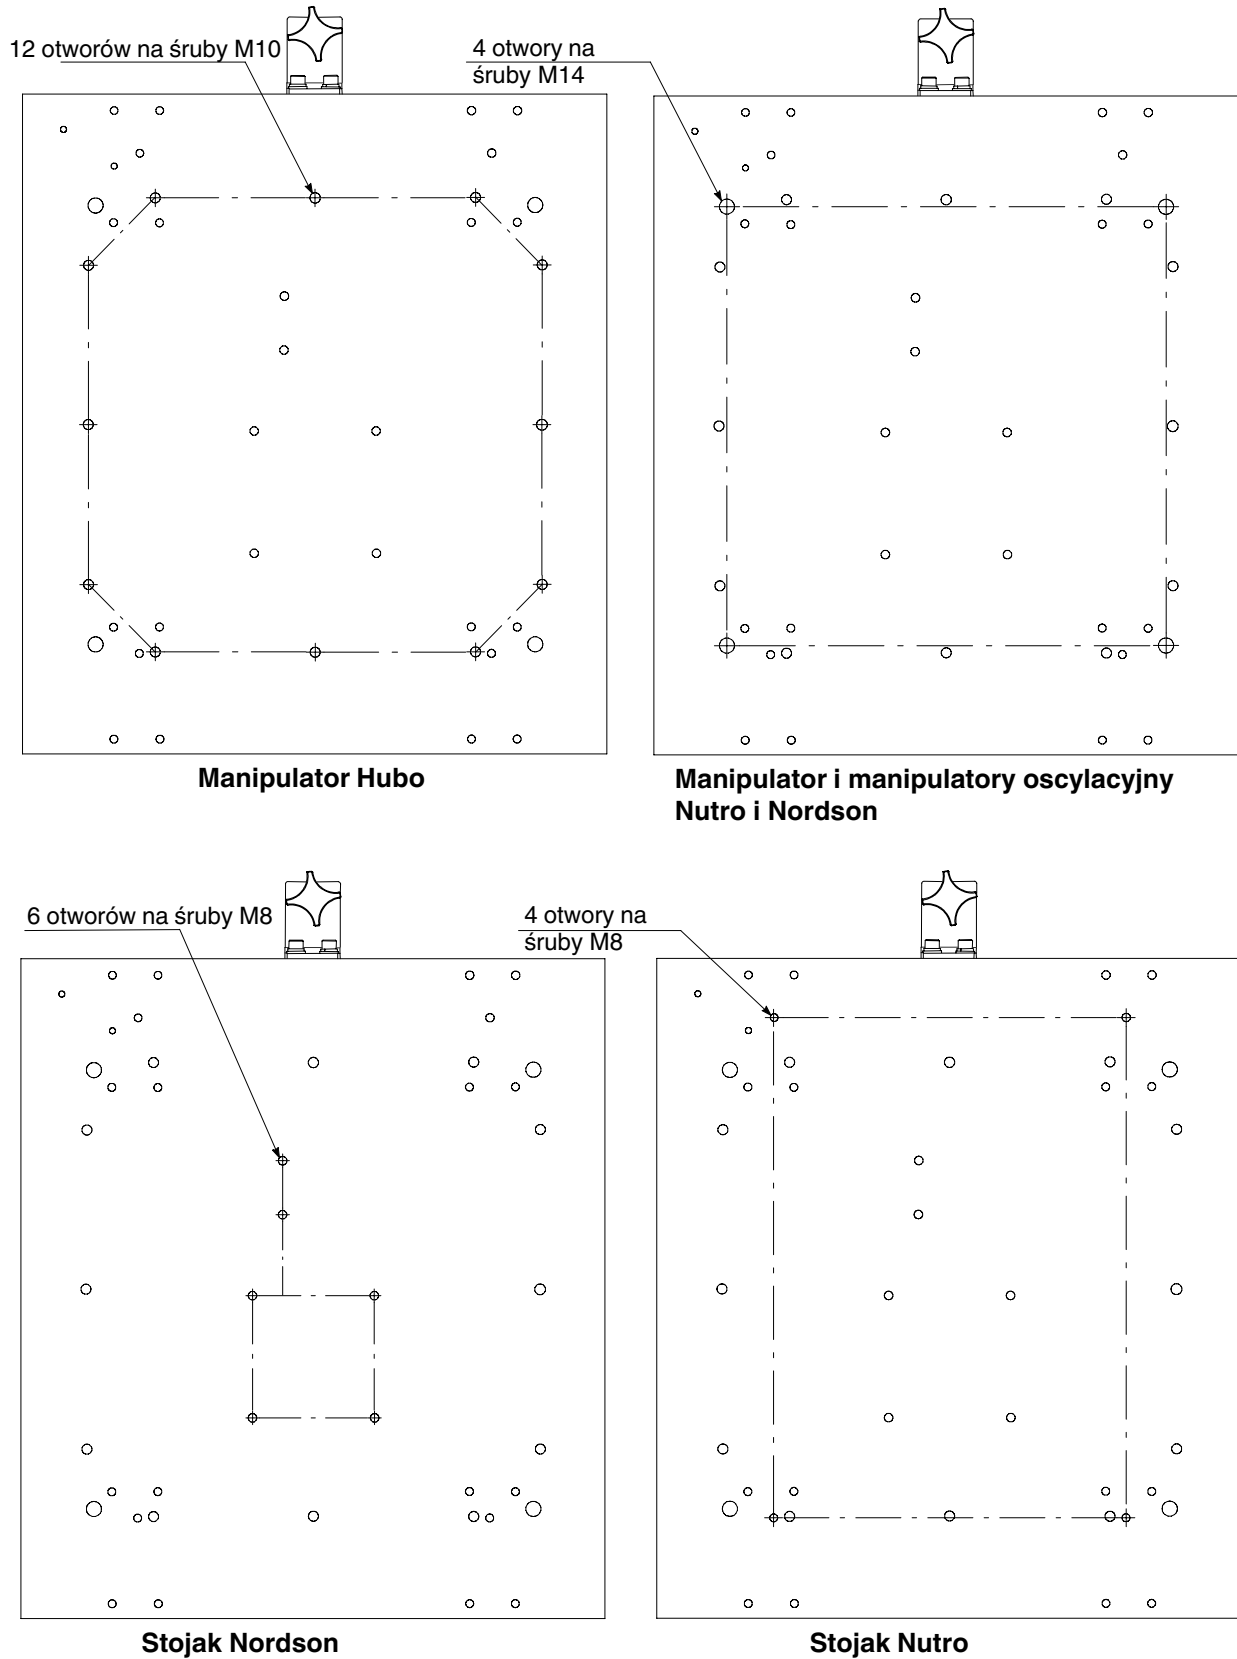 12 otworów na śruby M10
4 otwory na
śruby M14
Manipulator Hubo
Manipulator i manipulatory oscylacyjny
Nutro i Nordson
6 otworów na śruby M8
4 otwory na
śruby M8
Stojak Nordson
Stojak Nutro